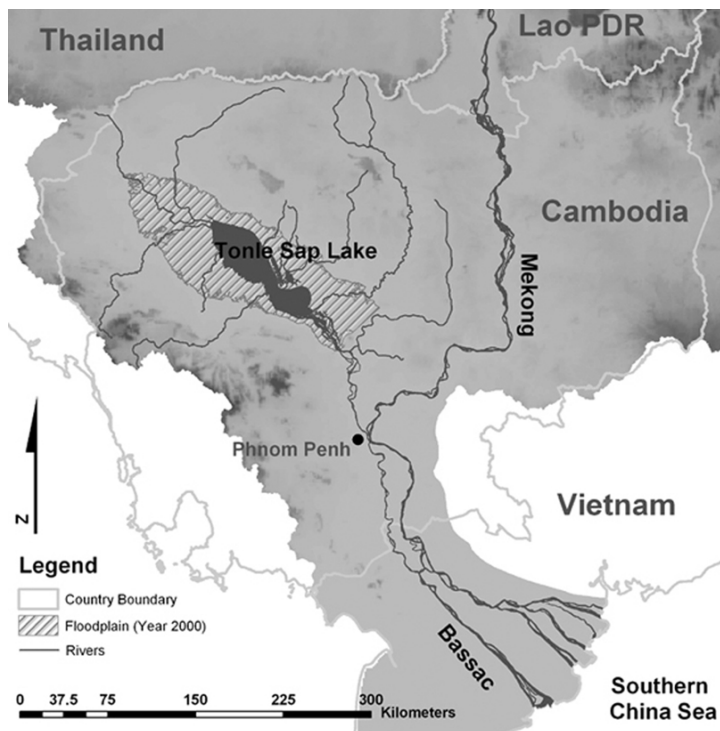 Thailand
Lao PDR
Cambodia
Tonle Sap Lake
Mekong
Phnom Penh
Vietnam
N
Legend
Country Boundary
Floodplain (Year 2000)
Rivers
Bassac
0 37.5 75 150 225 300
Kilometers
Southern
China Sea